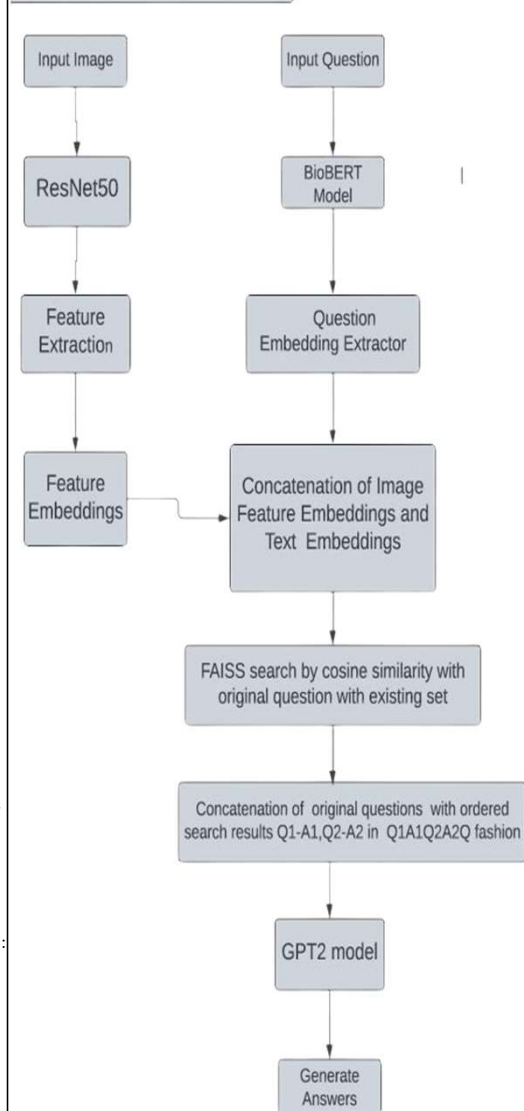 Input Image
Input Question
ResNet50
BioBERT
Model
Feature
Extraction
Question
Embedding Extractor
Feature
Embeddings
Concatenation of Image
Feature Embeddings and
Text Embeddings
FAISS search by cosine similarity with
original question with existing set
Concatenation of original questions with ordered
search results Q1-A1,Q2-A2 in Q1A1Q2A2Q fashion
:
GPT2 model
Generate
Answers